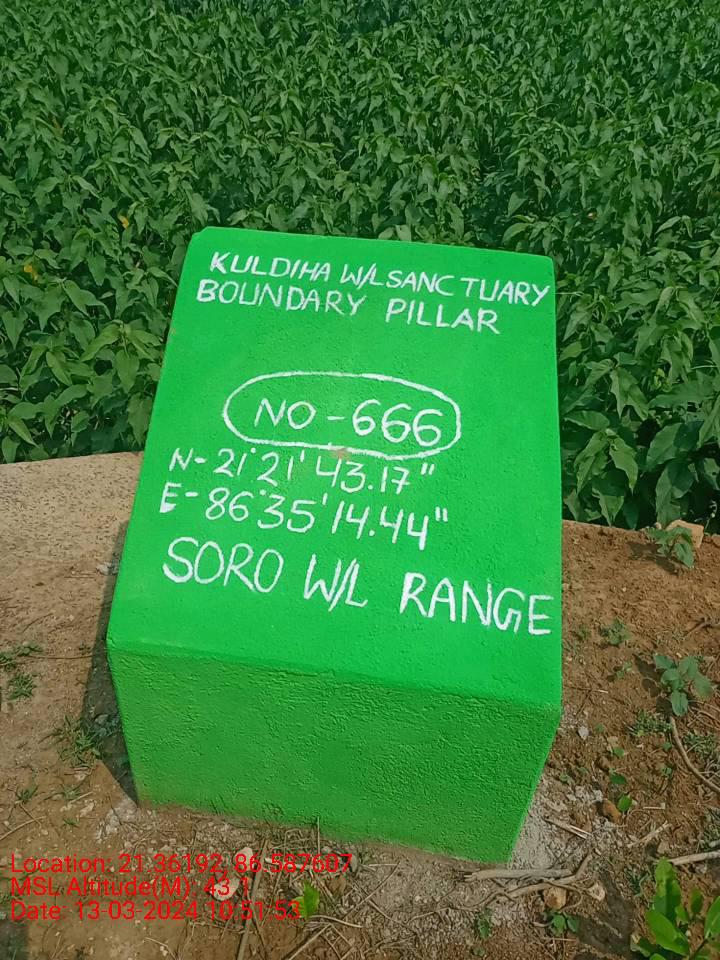 KULDIHA W/L SANCTUARY
BOUNDARY PILLAR
NO-666
N-21°21'43.17"
E-86°35'14.44"
SORO W/L RANGE
Location: 21.36192, 86.587607
MSL Altitude(M): 43.1
Date: 13-03-2024 10:51:53